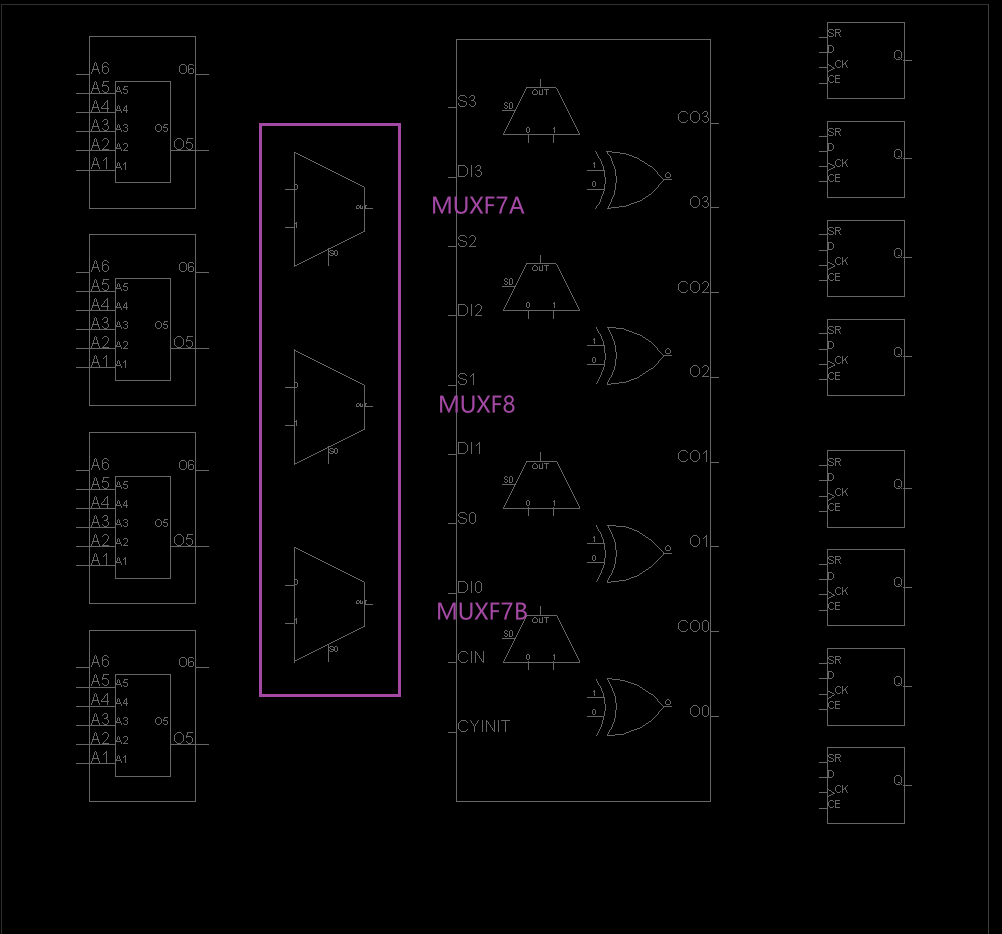 A6
A5
A4
A3
A2
A1
A5
A4
A3
A2
A1
O5
O6
O5
A6
A5
A4
A3
A2
A1
A5
A4
A3
A2
A1
O5
O6
O5
A6
A5
A4
A3
A2
A1
A5
A4
A3
A2
A1
O5
O6
O5
A6
A5
A4
A3
A2
A1
A5
A4
A3
A2
A1
O5
O6
O5
0
1
OUT
S0
0
1
OUT
S0
0
1
OUT
S0
MUXF7A
MUXF8
MUXF7B
S3
DI3
S2
DI2
S1
DI1
S0
DI0
CIN
CYINIT
OUT
S0
0 1
1
0
O
OUT
S0
0 1
1
0
O
OUT
S0
0 1
1
0
O
OUT
S0
0 1
1
0
O
CO3
O3
CO2
O2
CO1
O1
CO0
O0
SR
D
CK
CE
Q
SR
D
CK
CE
Q
SR
D
CK
CE
Q
SR
D
CK
CE
Q
SR
D
CK
CE
Q
SR
D
CK
CE
Q
SR
D
CK
CE
Q
SR
D
CK
CE
Q